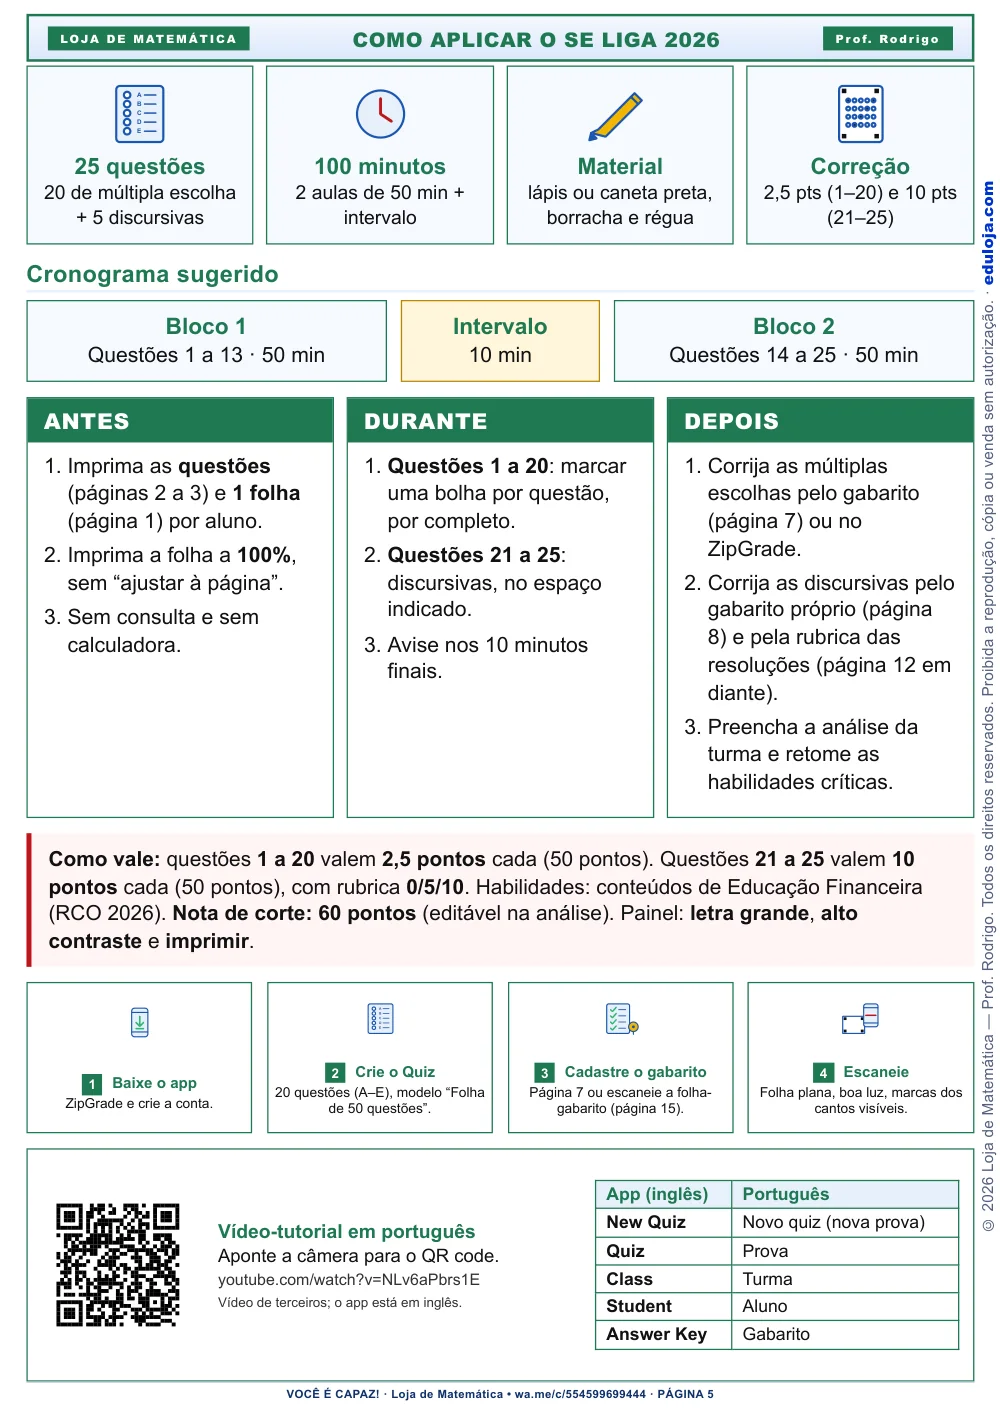 LOJA DE MATEMÁTICA
COMO APLICAR O SE LIGA 2026
Prof. Rodrigo
A
B
C
D
E
25 questões
20 de múltipla escolha
+ 5 discursivas
100 minutos
2 aulas de 50 min +
intervalo
Material
lápis ou caneta preta,
borracha e régua
Correção
2,5 pts (1–20) e 10 pts
(21–25)
Cronograma sugerido
Bloco 1
Questões 1 a 13 · 50 min
Intervalo
10 min
Bloco 2
Questões 14 a 25 · 50 min
ANTES
1. Imprima as questões
(páginas 2 a 3) e 1 folha
(página 1) por aluno.
2. Imprima a folha a 100%,
sem “ajustar à página”.
3. Sem consulta e sem
calculadora.
DURANTE
1. Questões 1 a 20: marcar
uma bolha por questão,
por completo.
2. Questões 21 a 25:
discursivas, no espaço
indicado.
3. Avise nos 10 minutos
finais.
DEPOIS
1. Corrija as múltiplas
escolhas pelo gabarito
(página 7) ou no
ZipGrade.
2. Corrija as discursivas pelo
gabarito próprio (página
8) e pela rubrica das
resoluções (página 12 em
diante).
3. Preencha a análise da
turma e retome as
habilidades críticas.
Como vale: questões 1 a 20 valem 2,5 pontos cada (50 pontos). Questões 21 a 25 valem 10
pontos cada (50 pontos), com rubrica 0/5/10. Habilidades: conteúdos de Educação Financeira
(RCO 2026). Nota de corte: 60 pontos (editável na análise). Painel: letra grande, alto
contraste e imprimir.
1 Baixe o app
ZipGrade e crie a conta.
2 Crie o Quiz
20 questões (A–E), modelo “Folha
de 50 questões”.
3 Cadastre o gabarito
Página 7 ou escaneie a folha-
gabarito (página 15).
4 Escaneie
Folha plana, boa luz, marcas dos
cantos visíveis.
Vídeo-tutorial em português
Aponte a câmera para o QR code.
youtube.com/watch?v=NLv6aPbrs1E
Vídeo de terceiros; o app está em inglês.
App (inglês) Português
New Quiz Novo quiz (nova prova)
Quiz Prova
Class Turma
Student Aluno
Answer Key Gabarito
VOCÊ É CAPAZ! · Loja de Matemática • wa.me/c/554599699444 · PÁGINA 5
© 2026 Loja de Matemática — Prof. Rodrigo. Todos os direitos reservados. Proibida a reprodução, cópia ou venda sem autorização. · eduloja.com